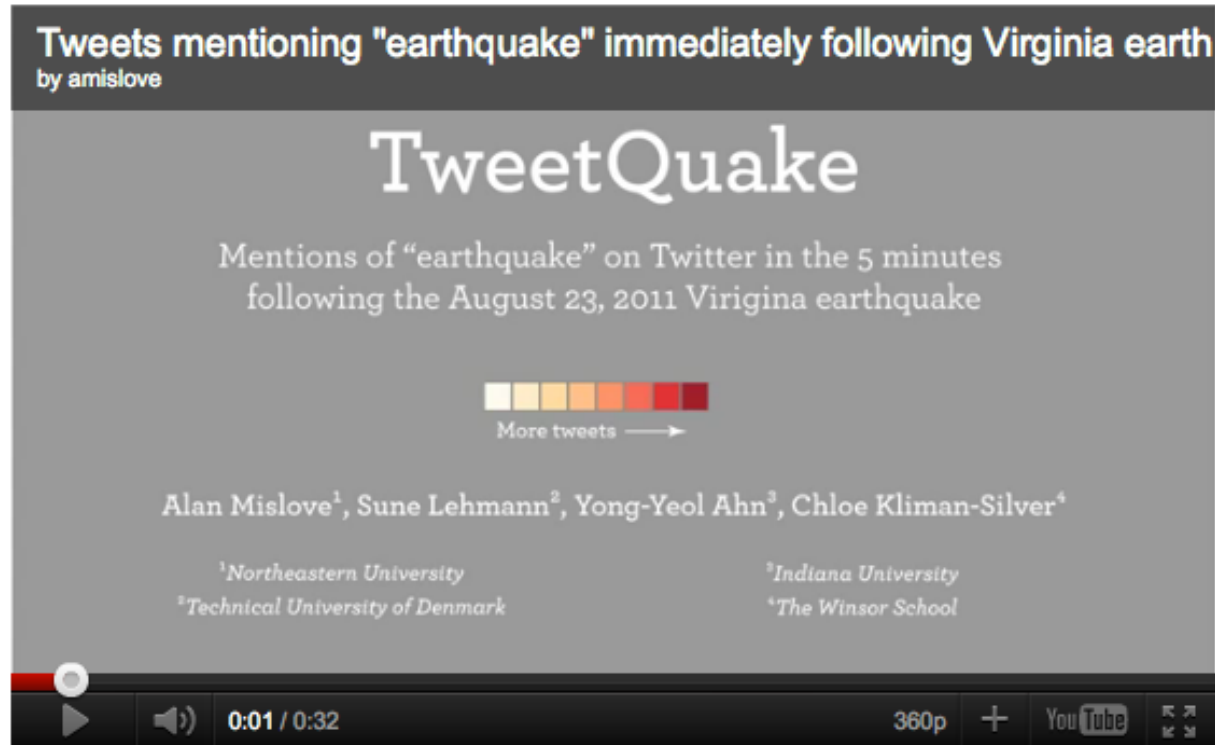 Tweets mentioning "earthquake" immediately following Virginia earth
by amislove
TweetQuake
Mentions of “earthquake” on Twitter in the 5 minutes
following the August 23, 2011 Virigina earthquake
More tweets
Alan Mislove¹, Sune Lehmann², Yong-Yeol Ahn³, Chloe Kliman-Silver⁴
¹Northeastern University
²Technical University of Denmark
³Indiana University
⁴The Winsor School
0:01 / 0:32
360p
YouTube